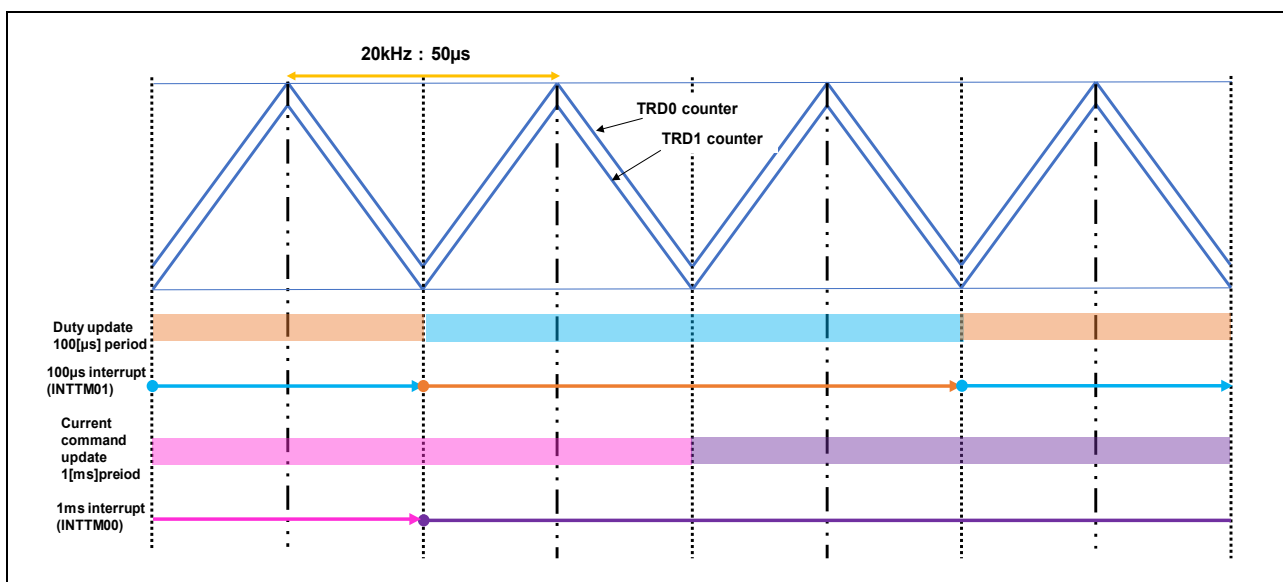 20kHz : 50µs
TRD0 counter
TRD1 counter
Duty update
100[µs] period
100µs interrupt
(INTTM01)
Current
command
update
1[ms]preiod
1ms interrupt
(INTTM00)